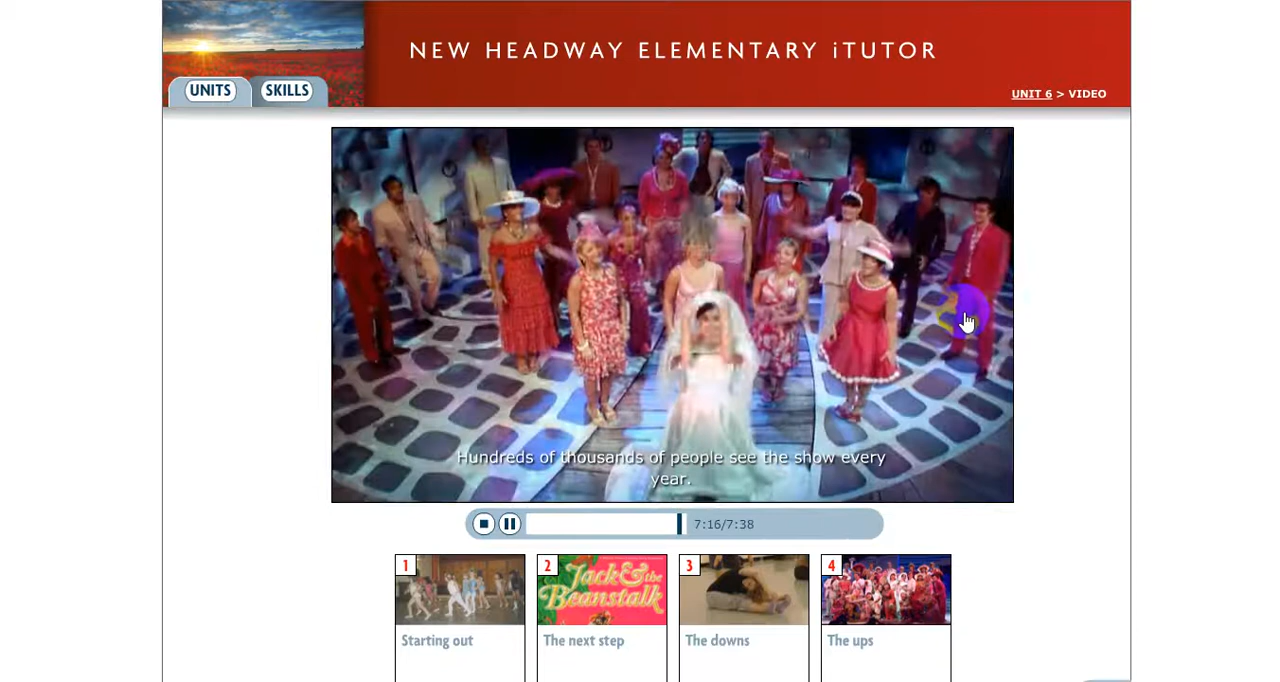 NEW HEADWAY ELEMENTARY iTUTOR
UNITS
SKILLS
UNIT 6 > VIDEO
Hundreds of thousands of people see the show every
year.
7:16/7:38
1
2
3
4
Jack & the
Beanstalk
Starting out
The next step
The downs
The ups